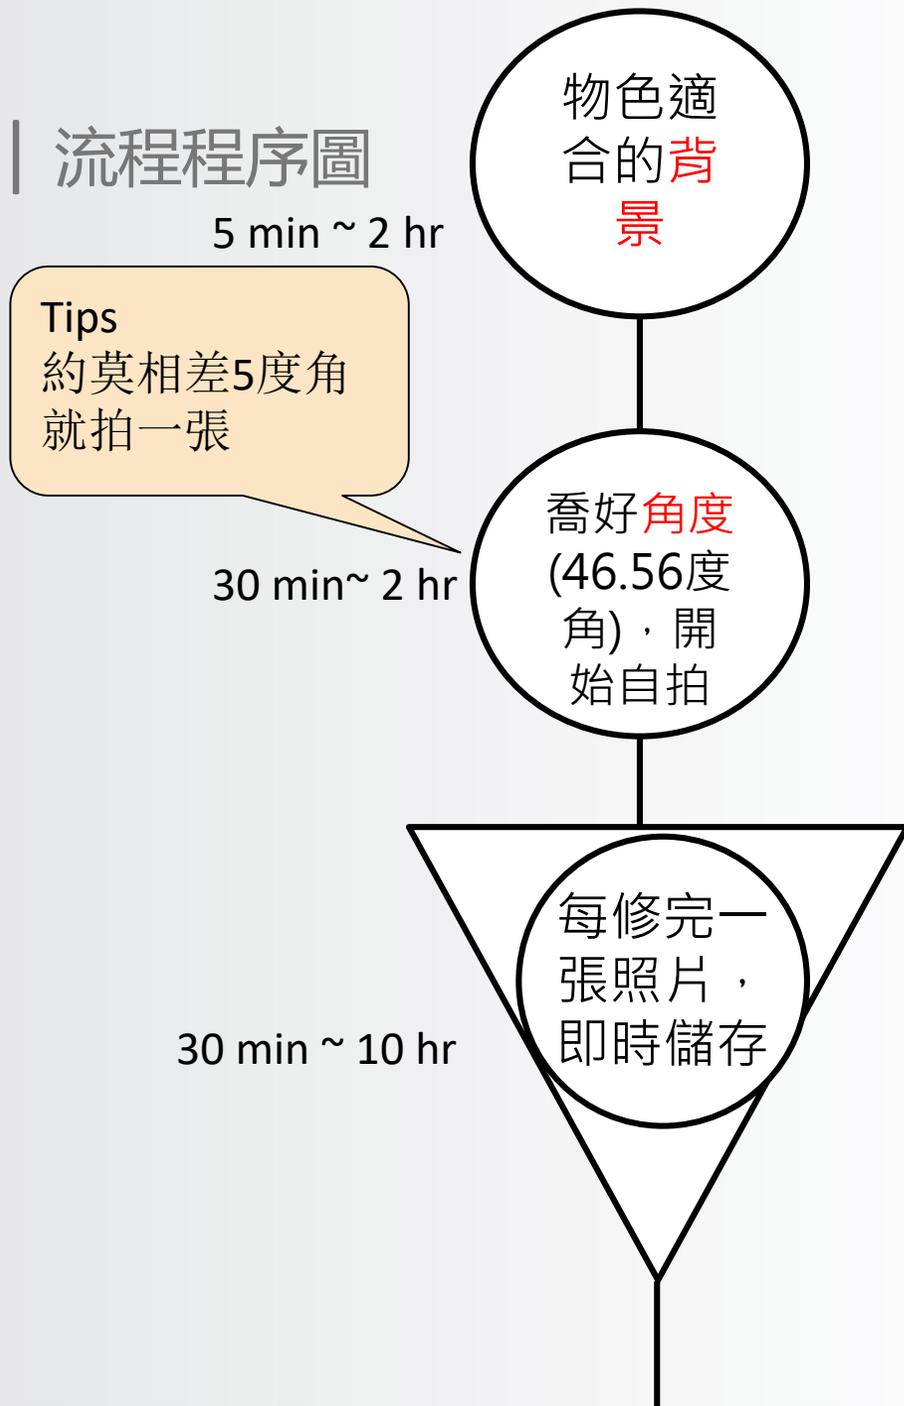 物色適
合的背
景
流程程序圖
5 min ~ 2 hr
Tips
約莫相差5度角
就拍一張
喬好角度
(46.56度
角)，開
始自拍
30 min~ 2 hr
每修完一
張照片，
即時儲存
30 min ~ 10 hr